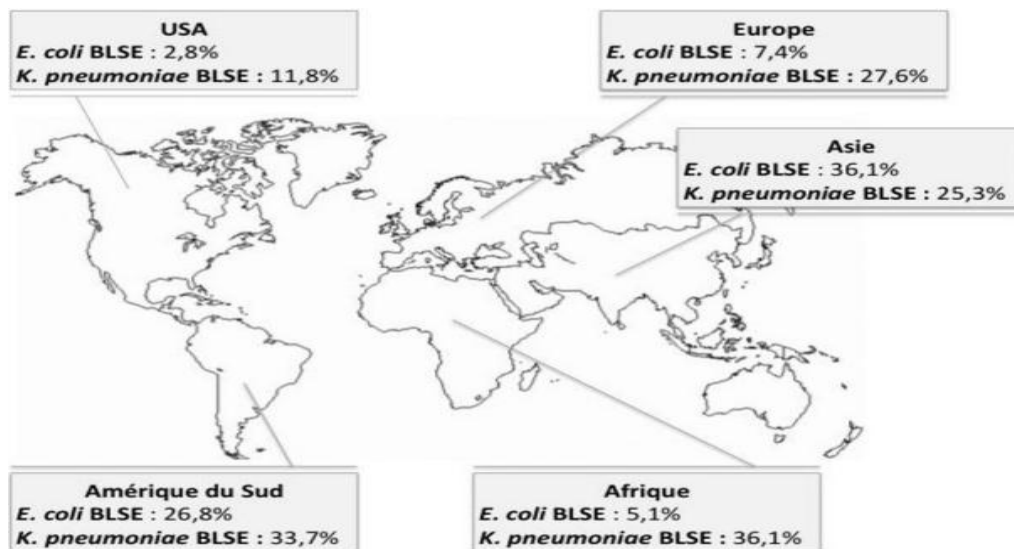 USA
E. coli BLSE : 2,8%
K. pneumoniae BLSE : 11,8%
Europe
E. coli BLSE : 7,4%
K. pneumoniae BLSE : 27,6%
Asie
E. coli BLSE : 36,1%
K. pneumoniae BLSE : 25,3%
Amérique du Sud
E. coli BLSE : 26,8%
K. pneumoniae BLSE : 33,7%
Afrique
E. coli BLSE : 5,1%
K. pneumoniae BLSE : 36,1%